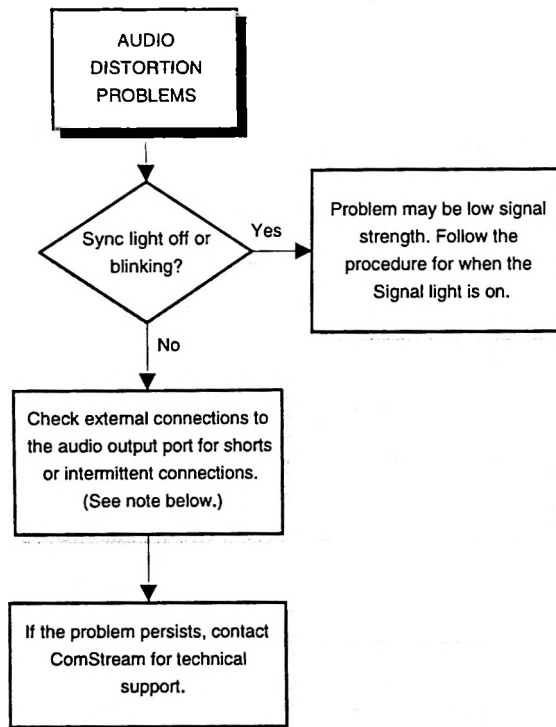 AUDIO
DISTORTION
PROBLEMS
Sync light off or
blinking?
Yes
Problem may be low signal
strength. Follow the
procedure for when the
Signal light is on.
No
Check external connections to
the audio output port for shorts
or intermittent connections.
(See note below.)
If the problem persists, contact
ComStream for technical
support.